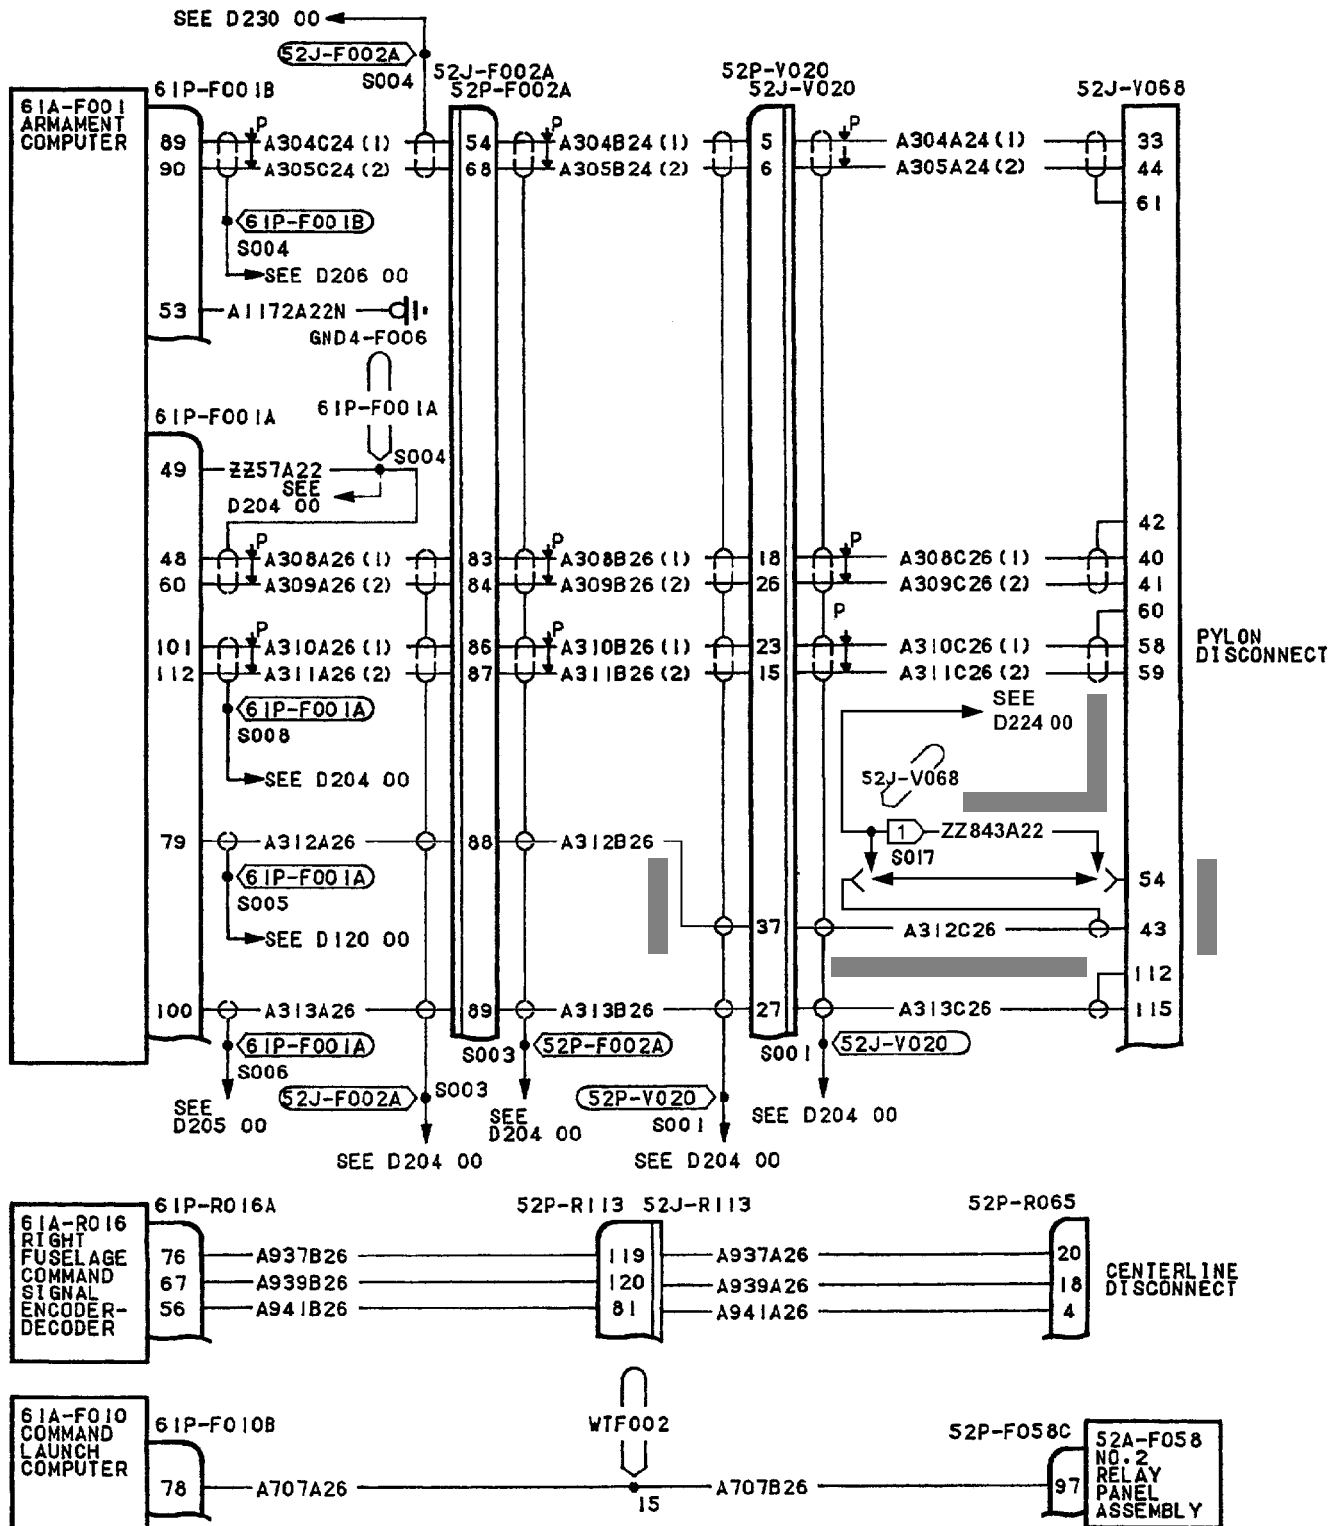 SEE D230 00
52J-F002A
S004
61P-F001B
52J-F002A
52P-F002A
52P-V020
52J-V020
52J-V068
61A-F001
ARMAMENT
COMPUTER
89 P A304C24 (1) 54 P A304B24 (1) 5 P A304A24 (1) 33
90 A305C24 (2) 68 A305B24 (2) 6 A305A24 (2) 44
61
61P-F001B
S004
SEE D206 00
53 A1172A22N
GND4-F006
61P-F001A
61P-F001A
S004
49 ZZ57A22
SEE
D204 00
42
48 P A308A26 (1) 83 P A308B26 (1) 18 P A308C26 (1) 40
60 A309A26 (2) 84 A309B26 (2) 26 A309C26 (2) 41
60
101 P A310A26 (1) 86 P A310B26 (1) 23 P A310C26 (1) 58
112 A311A26 (2) 87 A311B26 (2) 15 A311C26 (2) 59
PYLON
DISCONNECT
61P-F001A
S008
SEE D204 00
SEE
D224 00
52J-V068
79 A312A26 88 A312B26
1 ZZ843A22
S017
61P-F001A
S005
54
SEE D120 00
37 A312C26 43
112
100 A313A26 89 A313B26 27 A313C26 115
61P-F001A
S006
S003 52P-F002A
S001 52J-V020
52J-F002A S003
52P-V020
S001
SEE
D205 00
SEE
D204 00
SEE D204 00
SEE D204 00
SEE D204 00
61P-R016A
52P-R113 52J-R113
52P-R065
61A-R016
RIGHT
FUSELAGE
COMMAND
SIGNAL
ENCODER-
DECODER
76 A937B26 119 A937A26 20
67 A939B26 120 A939A26 18
56 A941B26 81 A941A26 4
CENTERLINE
DISCONNECT
61A-F010
COMMAND
LAUNCH
COMPUTER
61P-F010B
WTF002
52P-F058C
52A-F058
NO.2
RELAY
PANEL
ASSEMBLY
78 A707A26 15 A707B26 97